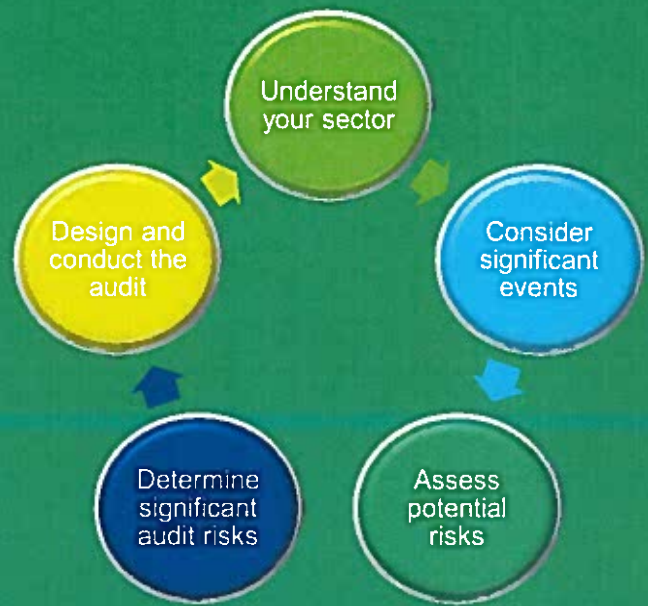 Understand
your sector
Consider
significant
events
Assess
potential
risks
Determine
significant
audit risks
Design and
conduct the
audit